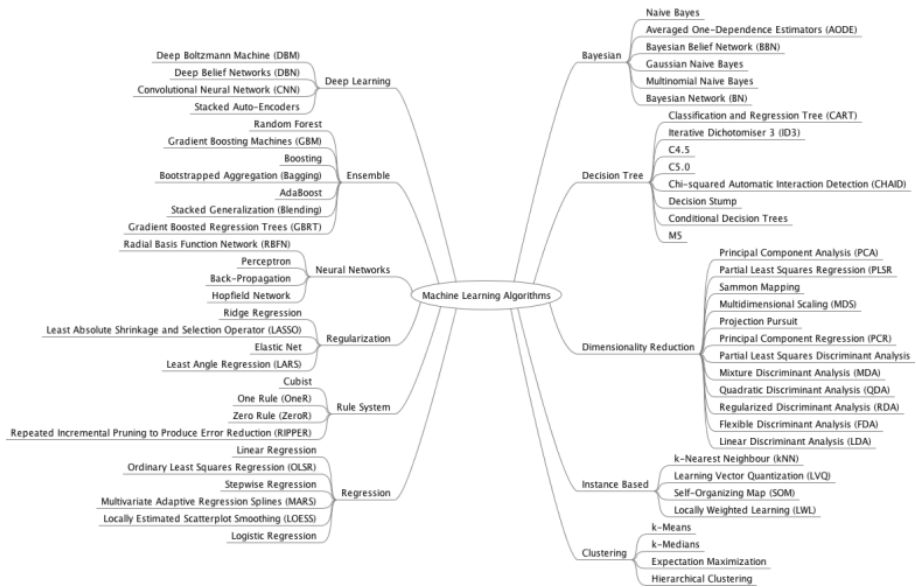 Machine Learning Algorithms
Deep Learning
Deep Boltzmann Machine (DBM)
Deep Belief Networks (DBN)
Convolutional Neural Network (CNN)
Stacked Auto-Encoders
Ensemble
Random Forest
Gradient Boosting Machines (GBM)
Boosting
Bootstrapped Aggregation (Bagging)
AdaBoost
Stacked Generalization (Blending)
Gradient Boosted Regression Trees (GBRT)
Neural Networks
Radial Basis Function Network (RBFN)
Perceptron
Back-Propagation
Hopfield Network
Regularization
Ridge Regression
Least Absolute Shrinkage and Selection Operator (LASSO)
Elastic Net
Least Angle Regression (LARS)
Rule System
Cubist
One Rule (OneR)
Zero Rule (ZeroR)
Repeated Incremental Pruning to Produce Error Reduction (RIPPER)
Regression
Linear Regression
Ordinary Least Squares Regression (OLSR)
Stepwise Regression
Multivariate Adaptive Regression Splines (MARS)
Locally Estimated Scatterplot Smoothing (LOESS)
Logistic Regression
Bayesian
Naive Bayes
Averaged One-Dependence Estimators (AODE)
Bayesian Belief Network (BBN)
Gaussian Naive Bayes
Multinomial Naive Bayes
Bayesian Network (BN)
Decision Tree
Classification and Regression Tree (CART)
Iterative Dichotomiser 3 (ID3)
C4.5
C5.0
Chi-squared Automatic Interaction Detection (CHAID)
Decision Stump
Conditional Decision Trees
M5
Dimensionality Reduction
Principal Component Analysis (PCA)
Partial Least Squares Regression (PLSR
Sammon Mapping
Multidimensional Scaling (MDS)
Projection Pursuit
Principal Component Regression (PCR)
Partial Least Squares Discriminant Analysis
Mixture Discriminant Analysis (MDA)
Quadratic Discriminant Analysis (QDA)
Regularized Discriminant Analysis (RDA)
Flexible Discriminant Analysis (FDA)
Linear Discriminant Analysis (LDA)
Instance Based
k-Nearest Neighbour (kNN)
Learning Vector Quantization (LVQ)
Self-Organizing Map (SOM)
Locally Weighted Learning (LWL)
Clustering
k-Means
k-Medians
Expectation Maximization
Hierarchical Clustering